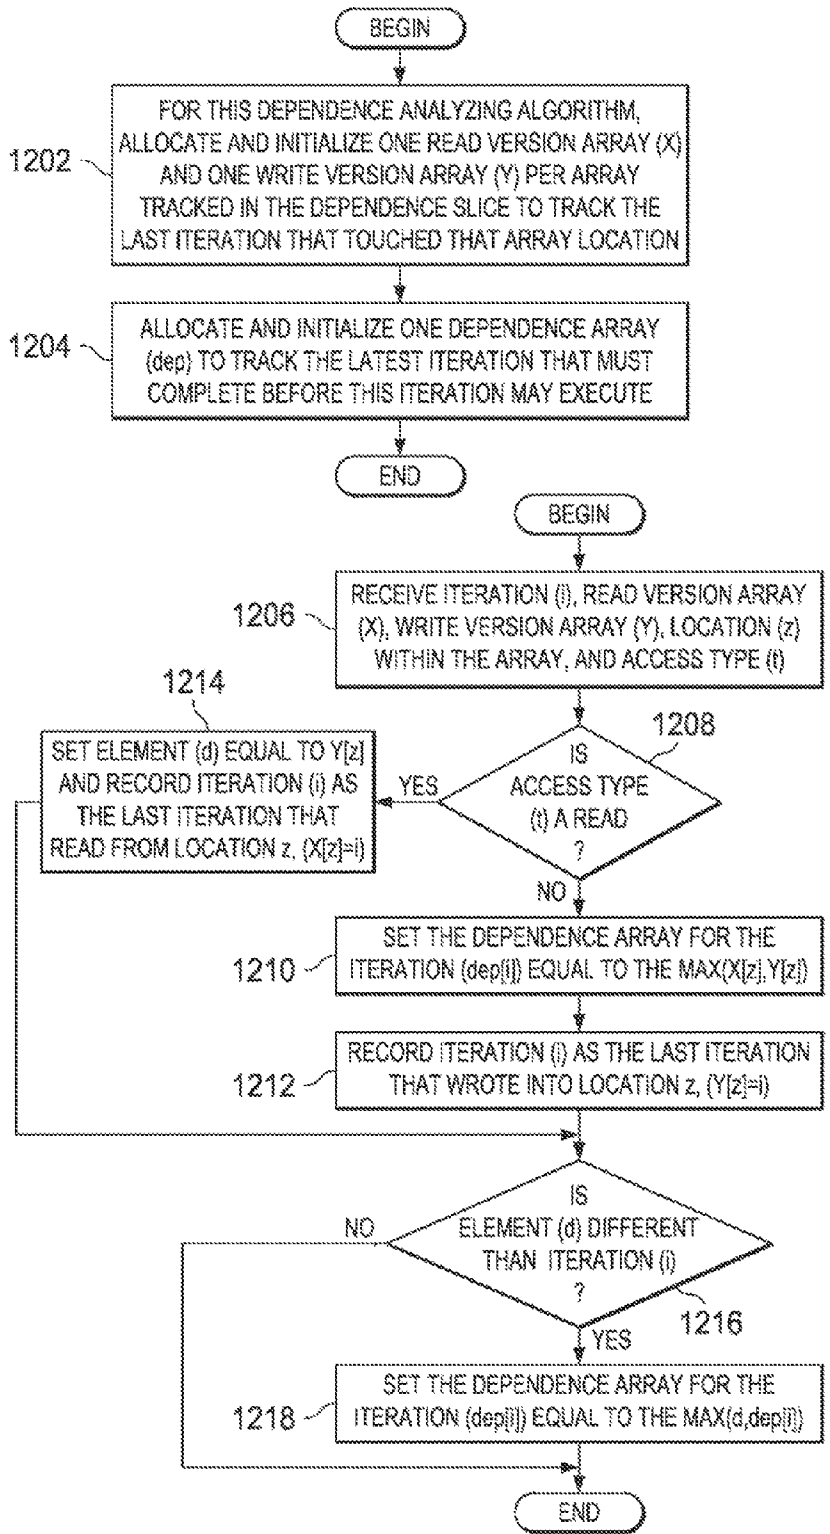 BEGIN
FOR THIS DEPENDENCE ANALYZING ALGORITHM,
ALLOCATE AND INITIALIZE ONE READ VERSION ARRAY (X)
AND ONE WRITE VERSION ARRAY (Y) PER ARRAY
TRACKED IN THE DEPENDENCE SLICE TO TRACK THE
LAST ITERATION THAT TOUCHED THAT ARRAY LOCATION
1202
ALLOCATE AND INITIALIZE ONE DEPENDENCE ARRAY
(dep) TO TRACK THE LATEST ITERATION THAT MUST
COMPLETE BEFORE THIS ITERATION MAY EXECUTE
1204
END
BEGIN
RECEIVE ITERATION (i), READ VERSION ARRAY
(X), WRITE VERSION ARRAY (Y), LOCATION (z)
WITHIN THE ARRAY, AND ACCESS TYPE (t)
1206
1208
IS
ACCESS TYPE
(t) A READ
?
YES
NO
1214
SET ELEMENT (d) EQUAL TO Y[z]
AND RECORD ITERATION (i) AS
THE LAST ITERATION THAT
READ FROM LOCATION z, (X[z]=i)
SET THE DEPENDENCE ARRAY FOR THE
ITERATION (dep[i]) EQUAL TO THE MAX(X[z],Y[z])
1210
RECORD ITERATION (i) AS THE LAST ITERATION
THAT WROTE INTO LOCATION z, (Y[z]=i)
1212
IS
ELEMENT (d) DIFFERENT
THAN ITERATION (i)
?
NO
1216
YES
SET THE DEPENDENCE ARRAY FOR THE
ITERATION (dep[i]) EQUAL TO THE MAX(d,dep[i])
1218
END